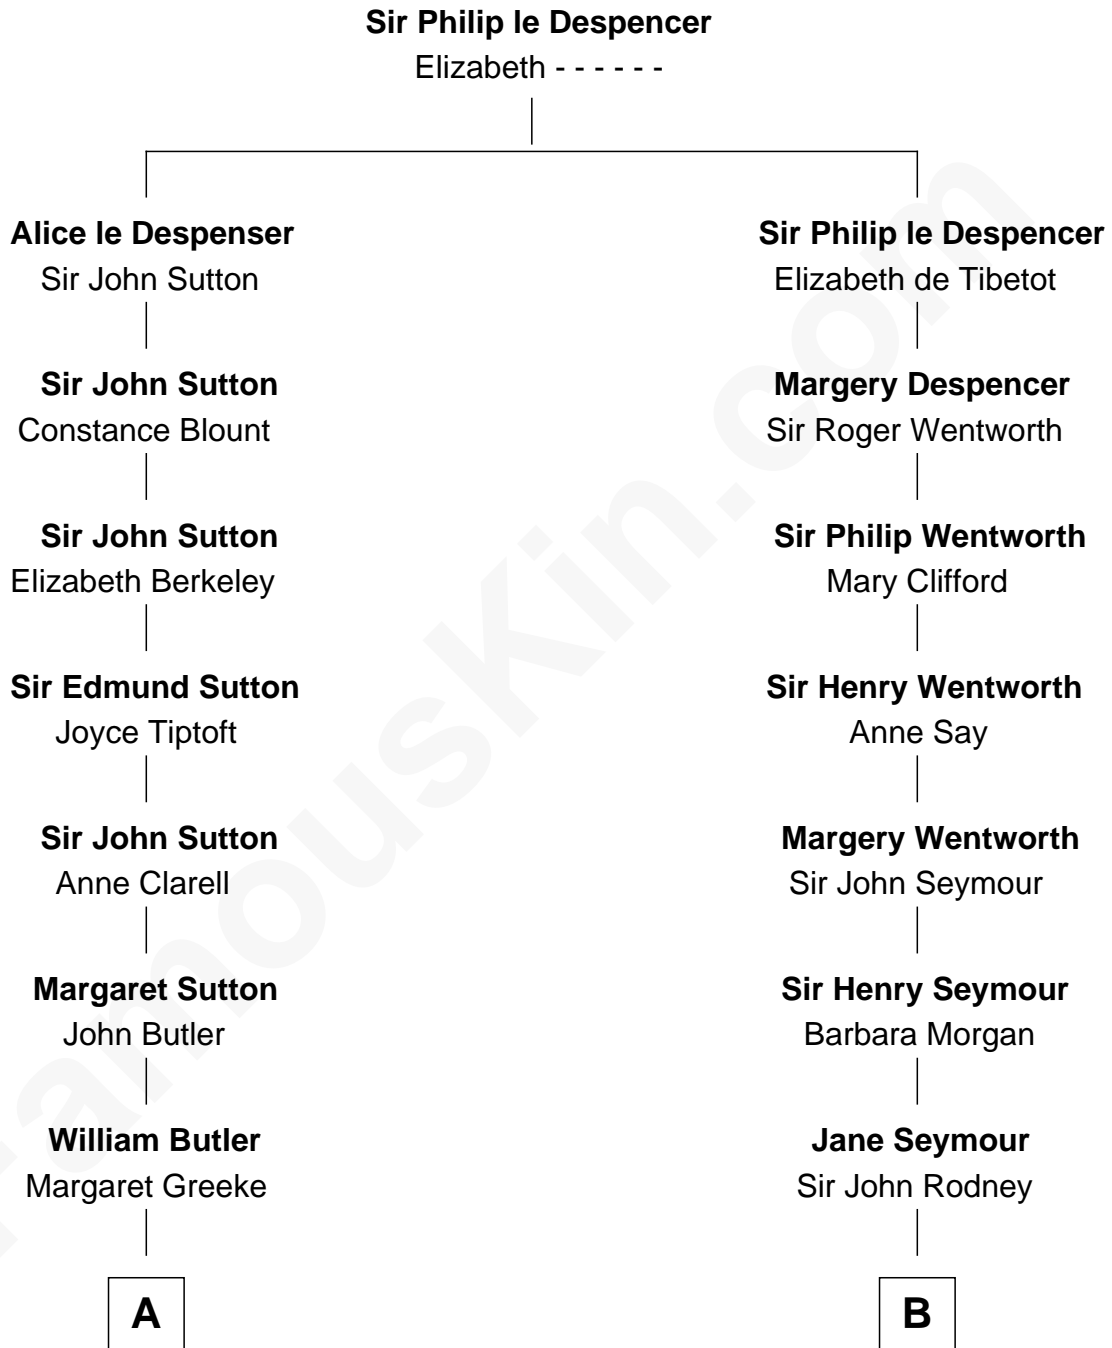 Sir Philip le Despencer
Elizabeth - - - - - -
Alice le Despenser
Sir John Sutton
Sir Philip le Despencer
Elizabeth de Tibetot
Sir John Sutton
Constance Blount
Margery Despencer
Sir Roger Wentworth
Sir John Sutton
Elizabeth Berkeley
Sir Philip Wentworth
Mary Clifford
Sir Edmund Sutton
Joyce Tiptoft
Sir Henry Wentworth
Anne Say
Sir John Sutton
Anne Clarell
Margery Wentworth
Sir John Seymour
Margaret Sutton
John Butler
Sir Henry Seymour
Barbara Morgan
William Butler
Margaret Greeke
Jane Seymour
Sir John Rodney
A
B
FamousKin.com